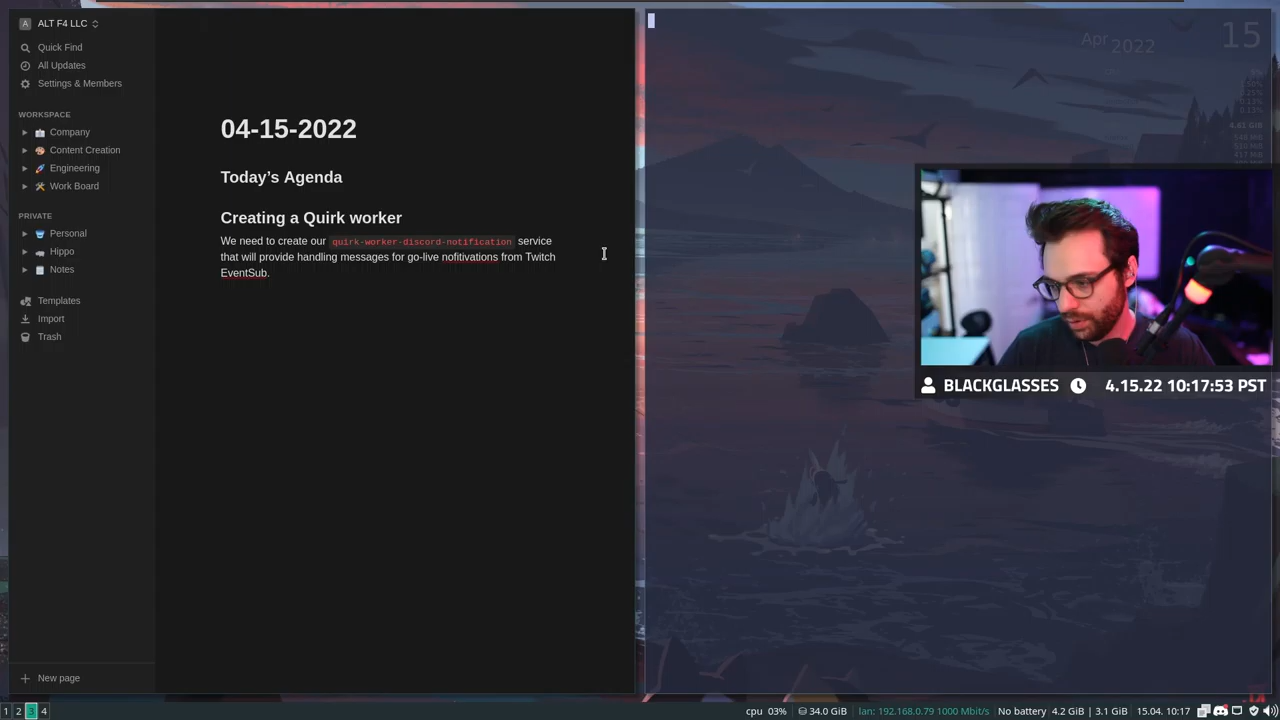 A ALT F4 LLC
Quick Find
All Updates
Settings & Members
WORKSPACE
Company
Content Creation
Engineering
Work Board
PRIVATE
Personal
Hippo
Notes
Templates
Import
Trash
New page
04-15-2022
Today's Agenda
Creating a Quirk worker
We need to create our quirk-worker-discord-notification service
that will provide handling messages for go-live nofitivations from Twitch
EventSub.
Apr 2022 15
4.61 GIB
BLACKGLASSES 4.15.22 10:17:53 PST
1 2 3 4
cpu 03% 34.0 GiB lan: 192.168.0.79 1000 Mbit/s No battery 4.2 GiB | 3.1 GiB 15.04. 10:17